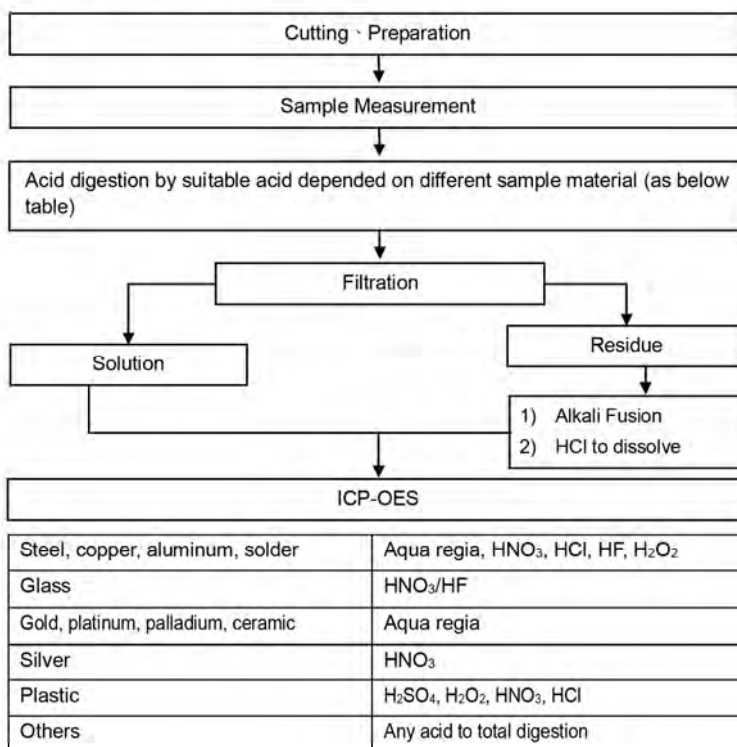 Cutting、Preparation
Sample Measurement
Acid digestion by suitable acid depended on different sample material (as below
table)
Filtration
Solution
Residue
1) Alkali Fusion
2) HCl to dissolve
ICP-OES
Steel, copper, aluminum, solder Aqua regia, HNO₃, HCl, HF, H₂O₂
Glass HNO₃/HF
Gold, platinum, palladium, ceramic Aqua regia
Silver HNO₃
Plastic H₂SO₄, H₂O₂, HNO₃, HCl
Others Any acid to total digestion